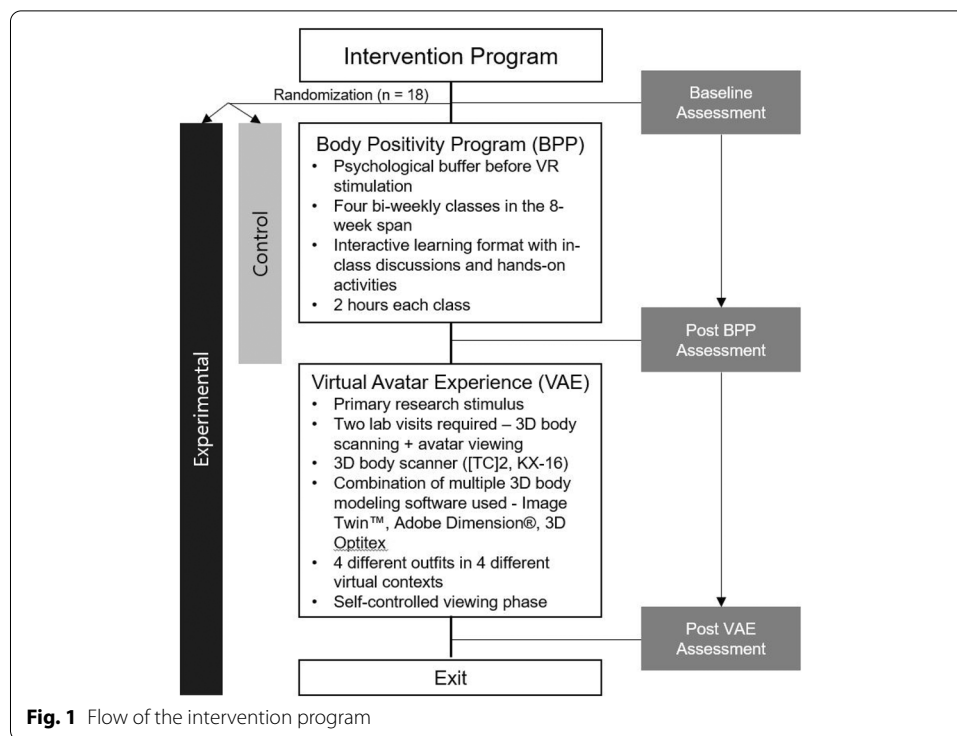 Intervention Program
Randomization (n = 18)
Baseline
Assessment
Experimental
Control
Body Positivity Program (BPP)
• Psychological buffer before VR
stimulation
• Four bi-weekly classes in the 8-
week span
• Interactive learning format with in-
class discussions and hands-on
activities
• 2 hours each class
Post BPP
Assessment
Virtual Avatar Experience (VAE)
• Primary research stimulus
• Two lab visits required – 3D body
scanning + avatar viewing
• 3D body scanner ([TC]2, KX-16)
• Combination of multiple 3D body
modeling software used - Image
Twin™, Adobe Dimension®, 3D
Optitex
• 4 different outfits in 4 different
virtual contexts
• Self-controlled viewing phase
Post VAE
Assessment
Exit
Fig. 1 Flow of the intervention program